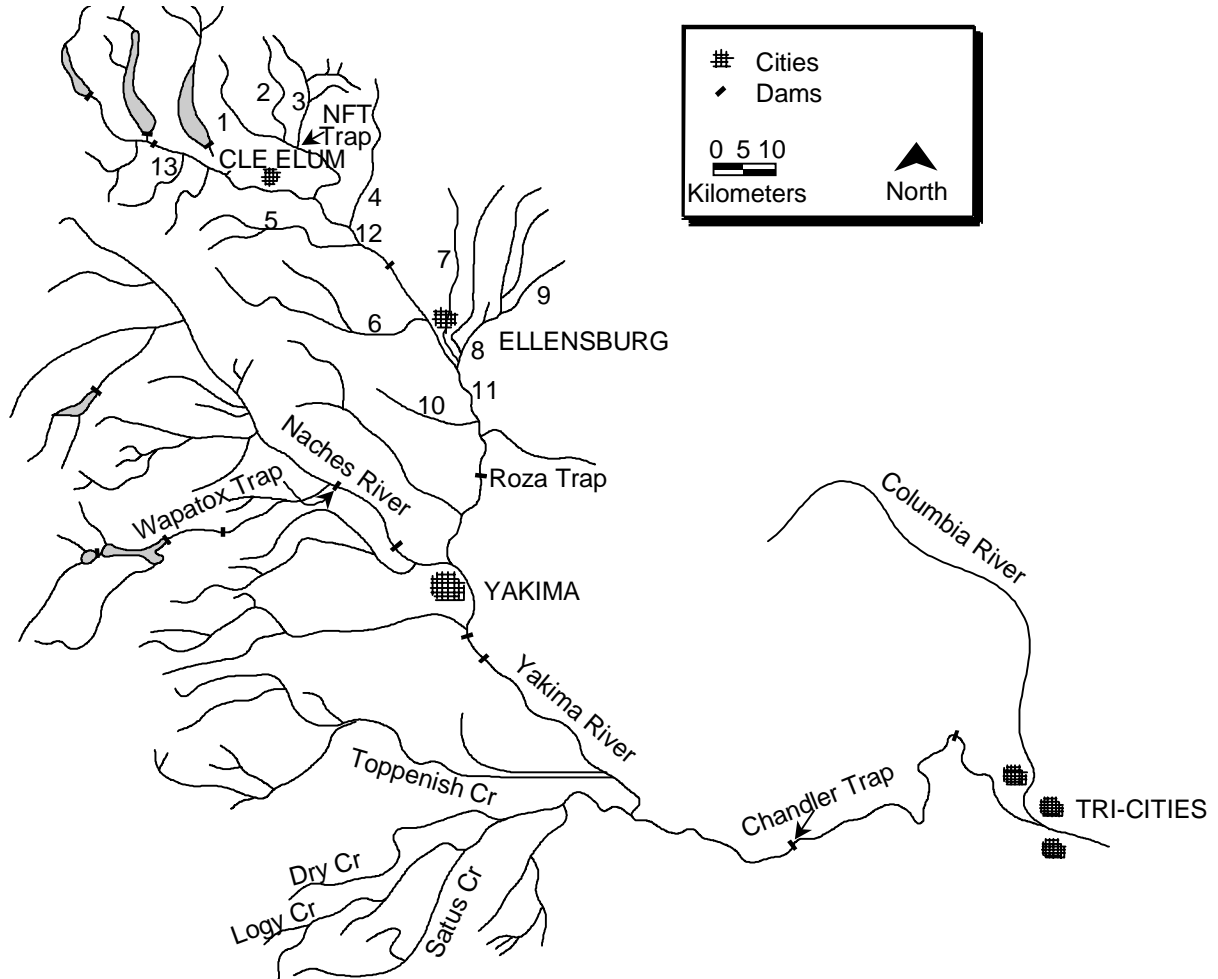 Cities
Dams
0 5 10
Kilometers
North
1
2
3
NFT
Trap
CLE ELUM
13
4
5
12
7
9
6
8
ELLENSBURG
11
10
Naches River
Roza Trap
Wapatox Trap
Columbia River
YAKIMA
Yakima River
Toppenish Cr
Chandler Trap
TRI-CITIES
Dry Cr
Satus Cr
Logy Cr